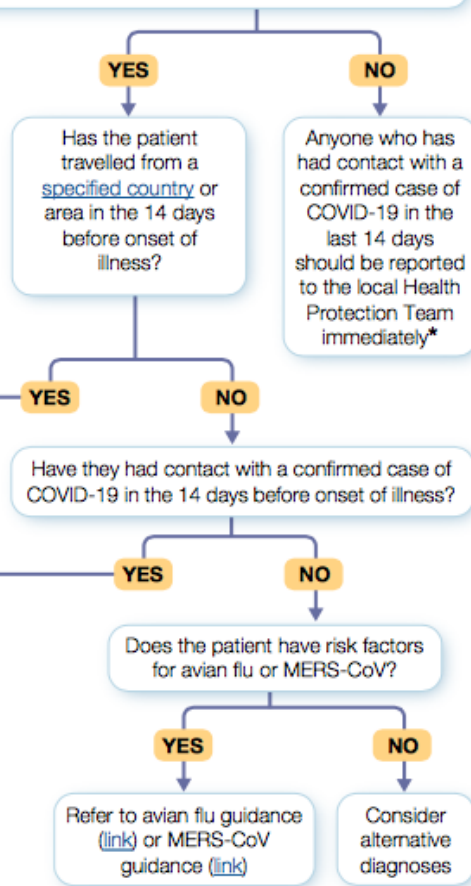 YES
NO
Has the patient
travelled from a
specified country or
area in the 14 days
before onset of
illness?
Anyone who has
had contact with a
confirmed case of
COVID-19 in the
last 14 days
should be reported
to the local Health
Protection Team
immediately*
YES
NO
Have they had contact with a confirmed case of
COVID-19 in the 14 days before onset of illness?
YES
NO
Does the patient have risk factors
for avian flu or MERS-CoV?
YES
NO
Refer to avian flu guidance
(link) or MERS-CoV
guidance (link)
Consider
alternative
diagnoses